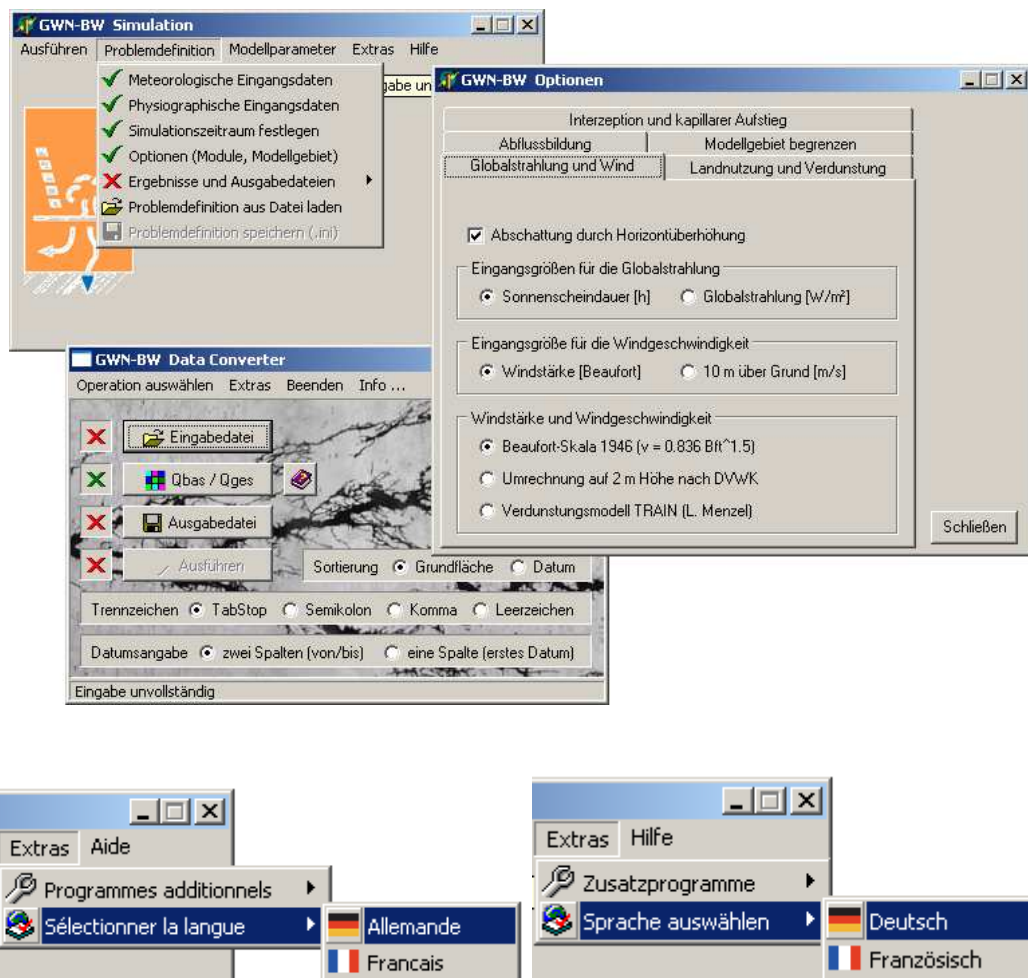 GWN-BW Simulation
Ausführen Problemdefinition Modellparameter Extras Hilfe
Meteorologische Eingangsdaten
Physiographische Eingangsdaten
Simulationszeitraum festlegen
Optionen (Module, Modellgebiet)
Ergebnisse und Ausgabedateien
Problemdefinition aus Datei laden
Problemdefinition speichern (.ini)
GWN-BW Optionen
Interzeption und kapillarer Aufstieg
Abflussbildung Modellgebiet begrenzen
Globalstrahlung und Wind Landnutzung und Verdunstung
Abschattung durch Horizontüberhöhung
Eingangsgrößen für die Globalstrahlung
Sonnenscheindauer [h] Globalstrahlung [W/m²]
Eingangsgröße für die Windgeschwindigkeit
Windstärke [Beaufort] 10 m über Grund [m/s]
Windstärke und Windgeschwindigkeit
Beaufort-Skala 1946 (v = 0.836 Bft^1.5)
Umrechnung auf 2 m Höhe nach DVWK
Verdunstungsmodell TRAIN (L. Menzel)
Schließen
GWN-BW Data Converter
Operation auswählen Extras Beenden Info ...
Eingabedatei
Qbas / Qges
Ausgabedatei
Ausführen Sortierung Grundfläche Datum
Trennzeichen TabStop Semikolon Komma Leerzeichen
Datumsangabe zwei Spalten (von/bis) eine Spalte (erstes Datum)
Eingabe unvollständig
Extras Aide
Programmes additionnels
Sélectionner la langue
Allemande
Francais
Extras Hilfe
Zusatzprogramme
Sprache auswählen
Deutsch
Französisch